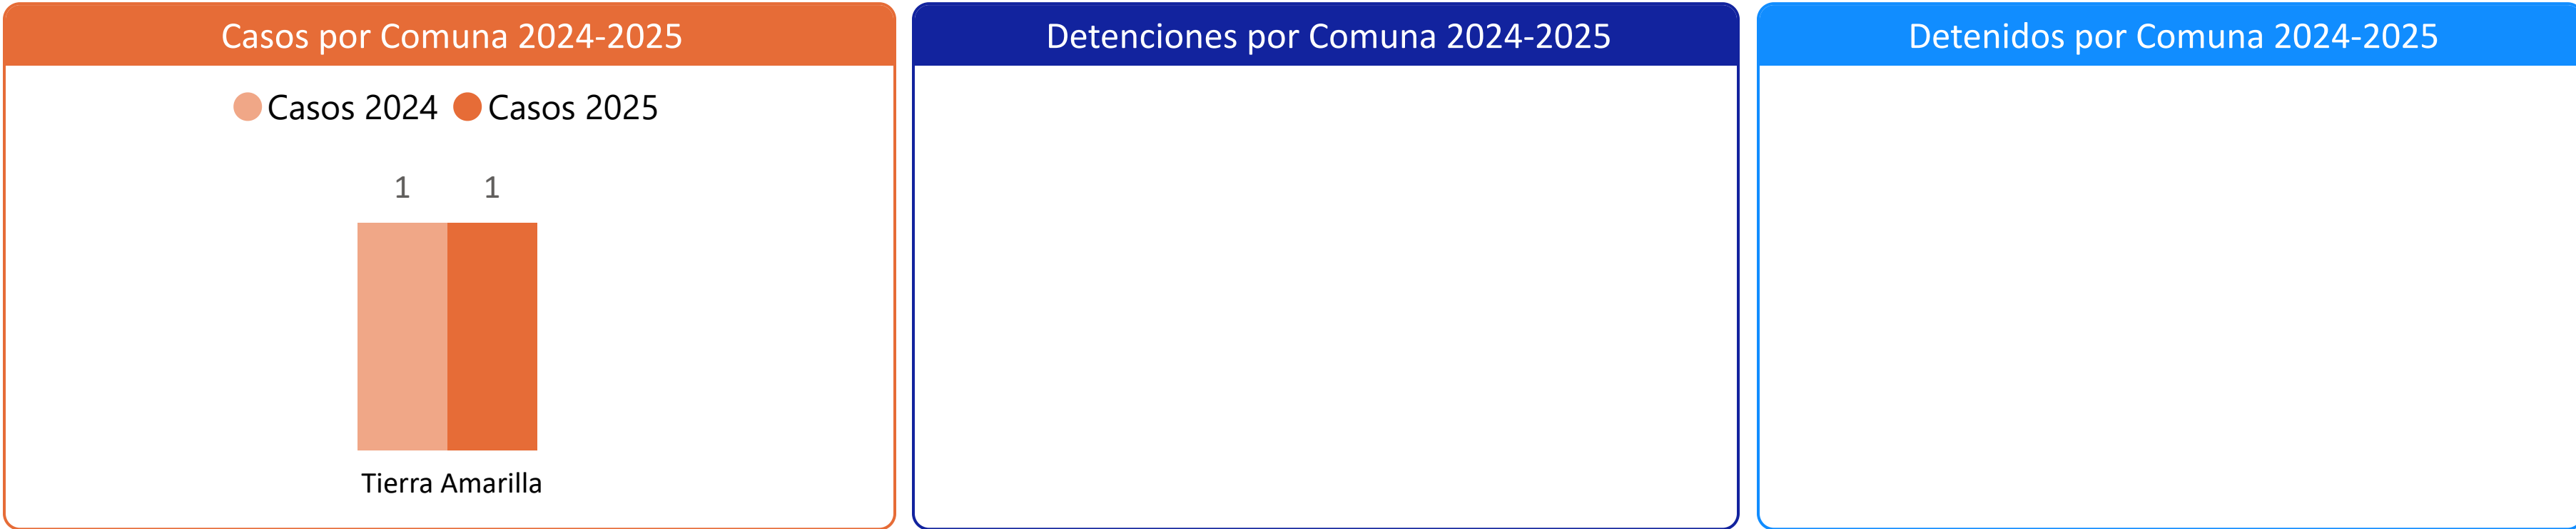 Casos por Comuna 2024-2025
Casos 2024 Casos 2025
1 1
Tierra Amarilla
Detenciones por Comuna 2024-2025
Detenidos por Comuna 2024-2025